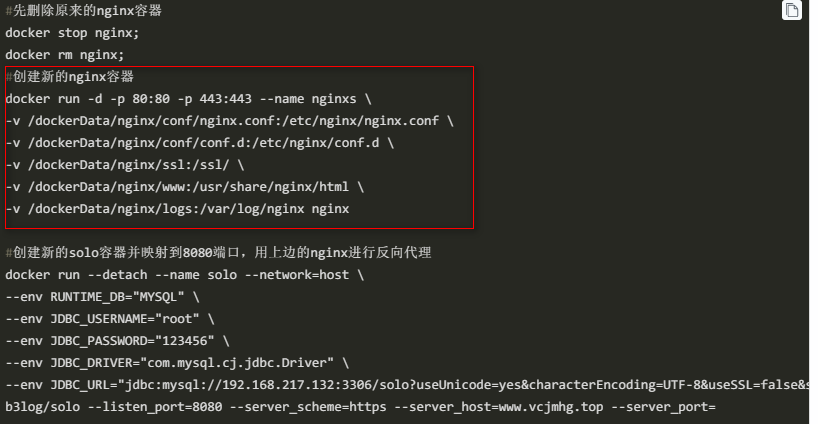 #先删除原来的nginx容器
docker stop nginx;
docker rm nginx;
#创建新的nginx容器
docker run -d -p 80:80 -p 443:443 --name nginxs \
-v /dockerData/nginx/conf/nginx.conf:/etc/nginx/nginx.conf \
-v /dockerData/nginx/conf/conf.d:/etc/nginx/conf.d \
-v /dockerData/nginx/ssl:/ssl/ \
-v /dockerData/nginx/www:/usr/share/nginx/html \
-v /dockerData/nginx/logs:/var/log/nginx nginx
#创建新的solo容器并映射到8080端口，用上边的nginx进行反向代理
docker run --detach --name solo --network=host \
--env RUNTIME_DB="MYSQL" \
--env JDBC_USERNAME="root" \
--env JDBC_PASSWORD="123456" \
--env JDBC_DRIVER="com.mysql.cj.jdbc.Driver" \
--env JDBC_URL="jdbc:mysql://192.168.217.132:3306/solo?useUnicode=yes&characterEncoding=UTF-8&useSSL=false&s
b3log/solo --listen_port=8080 --server_scheme=https --server_host=www.vcjmhg.top --server_port=